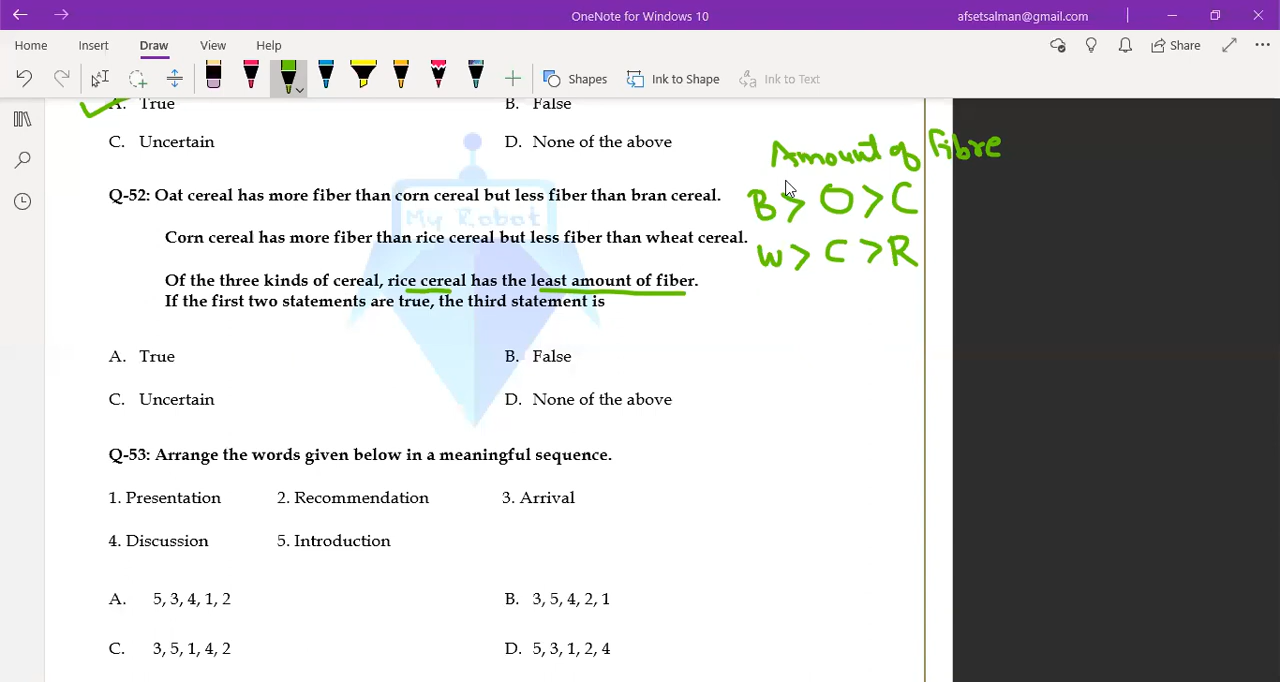 OneNote for Windows 10
afsetsalman@gmail.com
Home Insert Draw View Help
Share
Shapes Ink to Shape Ink to Text
A. True B. False
C. Uncertain D. None of the above
Amount of Fibre
Q-52: Oat cereal has more fiber than corn cereal but less fiber than bran cereal.
B > O > C
My Robot
Corn cereal has more fiber than rice cereal but less fiber than wheat cereal.
W > C > R
Of the three kinds of cereal, rice cereal has the least amount of fiber.
If the first two statements are true, the third statement is
A. True B. False
C. Uncertain D. None of the above
Q-53: Arrange the words given below in a meaningful sequence.
1. Presentation 2. Recommendation 3. Arrival
4. Discussion 5. Introduction
A. 5, 3, 4, 1, 2 B. 3, 5, 4, 2, 1
C. 3, 5, 1, 4, 2 D. 5, 3, 1, 2, 4